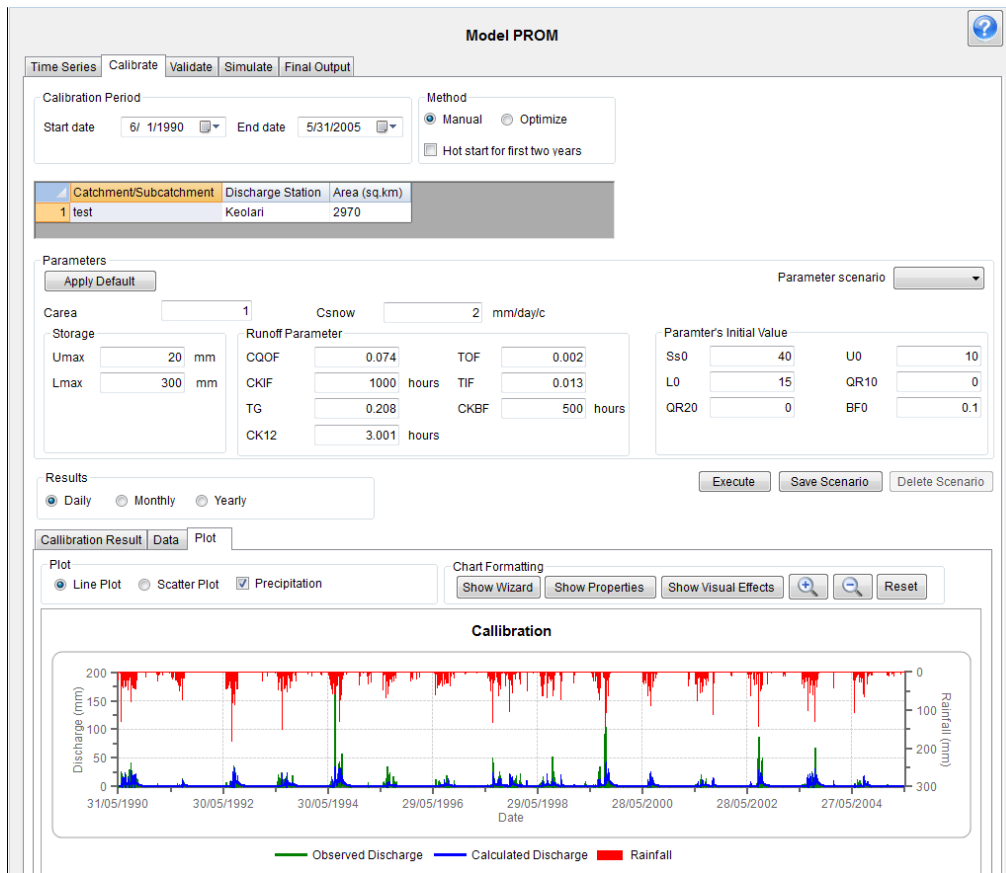 Model PROM
?
Time Series Calibrate Validate Simulate Final Output
Calibration Period
Method
Start date 6/ 1/1990 End date 5/31/2005
Manual Optimize
Hot start for first two years
Catchment/Subcatchment Discharge Station Area (sq.km)
1 test Keolari 2970
Parameters
Apply Default
Parameter scenario
Carea 1 Csnow 2 mm/day/c
Storage
Umax 20 mm
Lmax 300 mm
Runoff Parameter
CQOF 0.074 TOF 0.002
CKIF 1000 hours TIF 0.013
TG 0.208 CKBF 500 hours
CK12 3.001 hours
Paramter's Initial Value
Ss0 40 U0 10
L0 15 QR10 0
QR20 0 BF0 0.1
Results
Daily Monthly Yearly
Execute Save Scenario Delete Scenario
Callibration Result Data Plot
Plot
Line Plot Scatter Plot Precipitation
Chart Formatting
Show Wizard Show Properties Show Visual Effects Reset
Callibration
Discharge (mm)
200
150
100
50
0
Rainfall (mm)
0
100
200
300
31/05/1990 30/05/1992 30/05/1994 29/05/1996 29/05/1998 28/05/2000 28/05/2002 27/05/2004
Date
Observed Discharge Calculated Discharge Rainfall